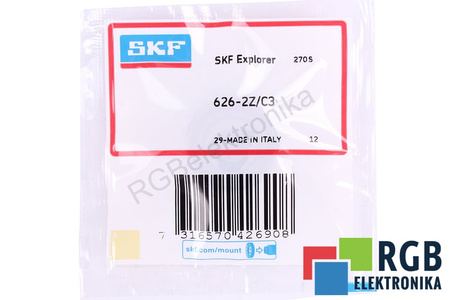 SKF
SKF Explorer 270S
626-2Z/C3
RGBelektronika
29-MADE IN ITALY 12
7 316570 426908
skf.com/mount
RGB
ELEKTRONIKA